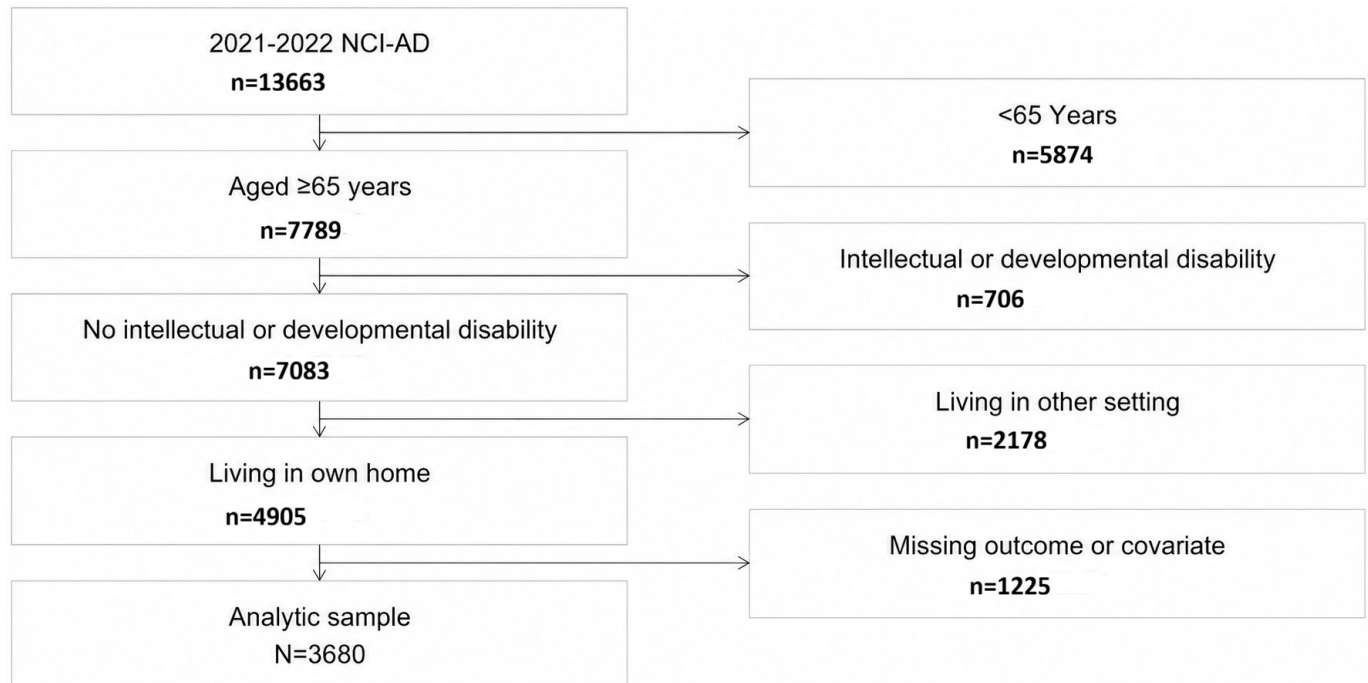 2021-2022 NCI-AD
n=13663
<65 Years
n=5874
Aged ≥65 years
n=7789
Intellectual or developmental disability
n=706
No intellectual or developmental disability
n=7083
Living in other setting
n=2178
Living in own home
n=4905
Missing outcome or covariate
n=1225
Analytic sample
N=3680